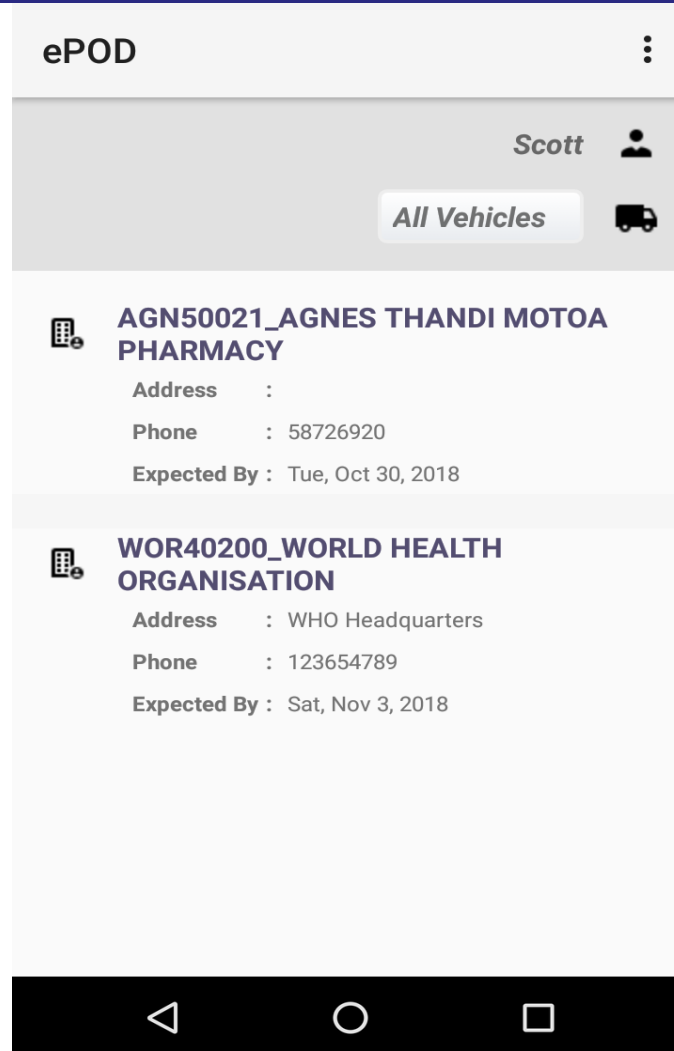 ePOD
Scott
All Vehicles
AGN50021_AGNES THANDI MOTOA
PHARMACY
Address :
Phone : 58726920
Expected By : Tue, Oct 30, 2018
WOR40200_WORLD HEALTH
ORGANISATION
Address : WHO Headquarters
Phone : 123654789
Expected By : Sat, Nov 3, 2018